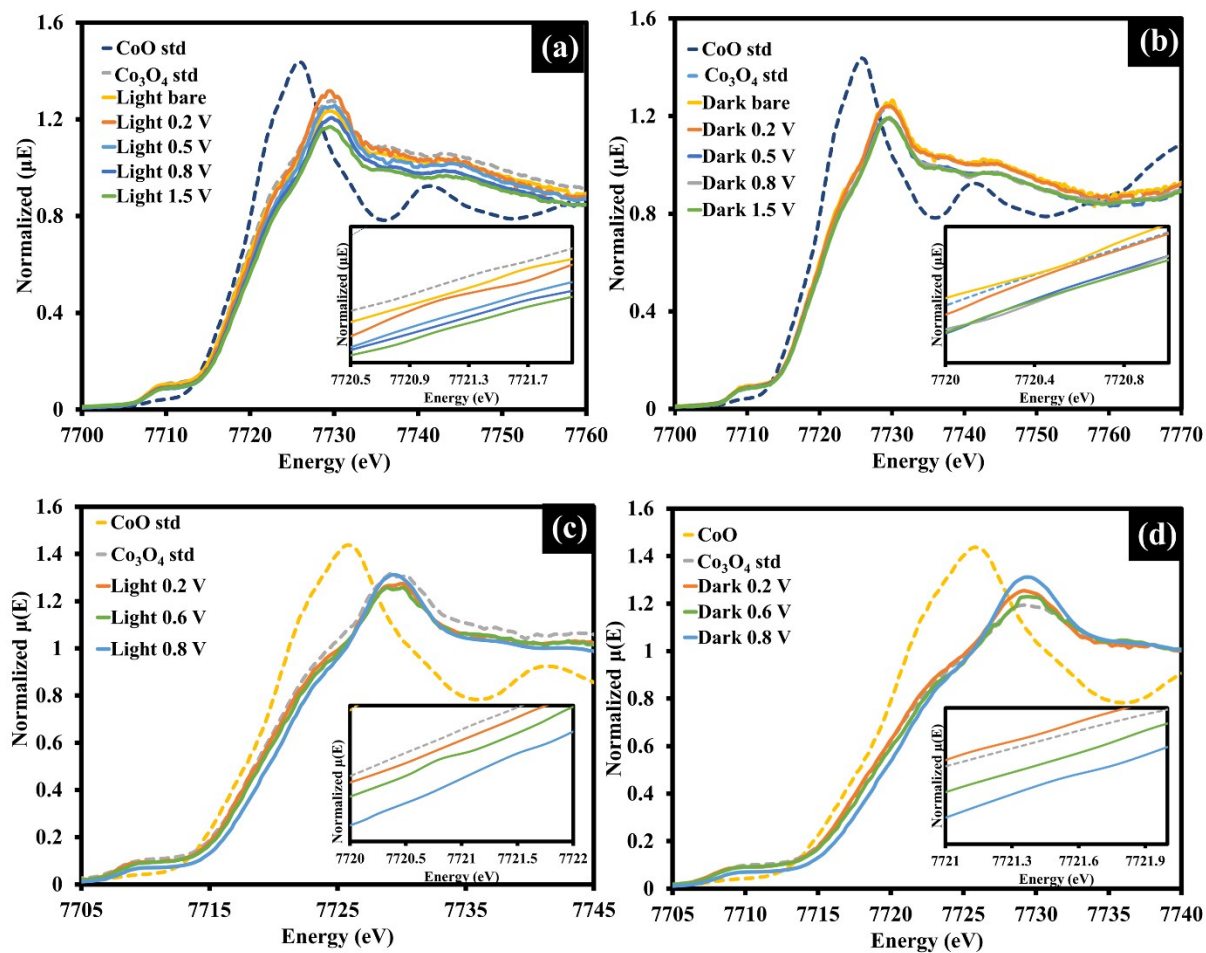 (a)
1.6
1.2
0.8
0.4
0
Normalized (µE)
CoO std
Co₃O₄ std
Light bare
Light 0.2 V
Light 0.5 V
Light 0.8 V
Light 1.5 V
Normalized (µE)
7720.5 7720.9 7721.3 7721.7
Energy (eV)
7700 7710 7720 7730 7740 7750 7760
Energy (eV)
(b)
1.6
1.2
0.8
0.4
0
Normalized (µE)
CoO std
Co₃O₄ std
Dark bare
Dark 0.2 V
Dark 0.5 V
Dark 0.8 V
Dark 1.5 V
Normalized (µE)
7720 7720.4 7720.8
Energy (eV)
7700 7710 7720 7730 7740 7750 7760 7770
Energy (eV)
(c)
1.6
1.4
1.2
1
0.8
0.6
0.4
0.2
0
Normalized µ(E)
CoO std
Co₃O₄ std
Light 0.2 V
Light 0.6 V
Light 0.8 V
Normalized µ(E)
7720 7720.5 7721 7721.5 7722
Energy (eV)
7705 7715 7725 7735 7745
Energy (eV)
(d)
1.6
1.4
1.2
1
0.8
0.6
0.4
0.2
0
Normalized µ(E)
CoO
Co₃O₄ std
Dark 0.2 V
Dark 0.6 V
Dark 0.8 V
Normalized µ(E)
7721 7721.3 7721.6 7721.9
Energy (eV)
7705 7710 7715 7720 7725 7730 7735 7740
Energy (eV)